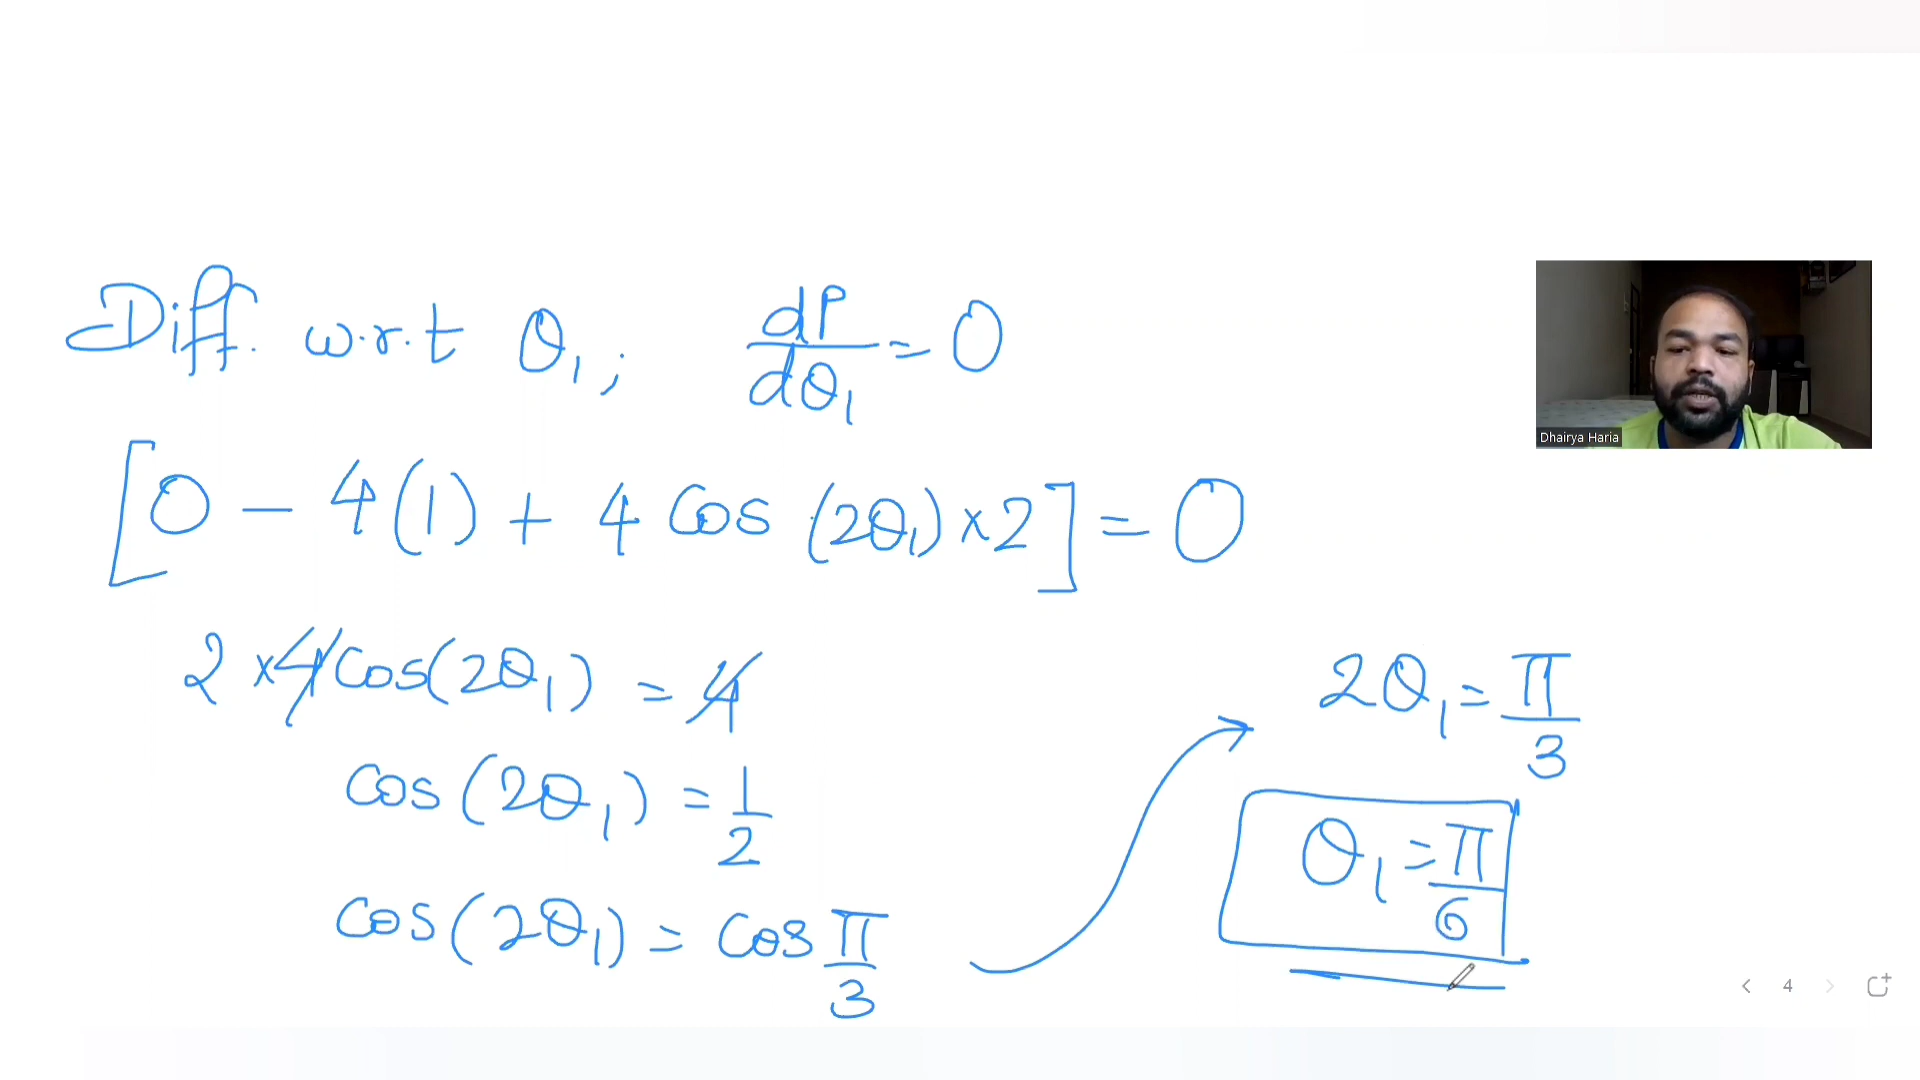 Diff. w.r.t θ₁; dP/dθ₁ = 0
[0 - 4(1) + 4 Cos (2θ₁)×2] = 0
2×4 Cos(2θ₁) = 4
Cos(2θ₁) = 1/2
Cos(2θ₁) = Cos π/3
2θ₁ = π/3
θ₁ = π/6
Dhairya Haria
< 4 >